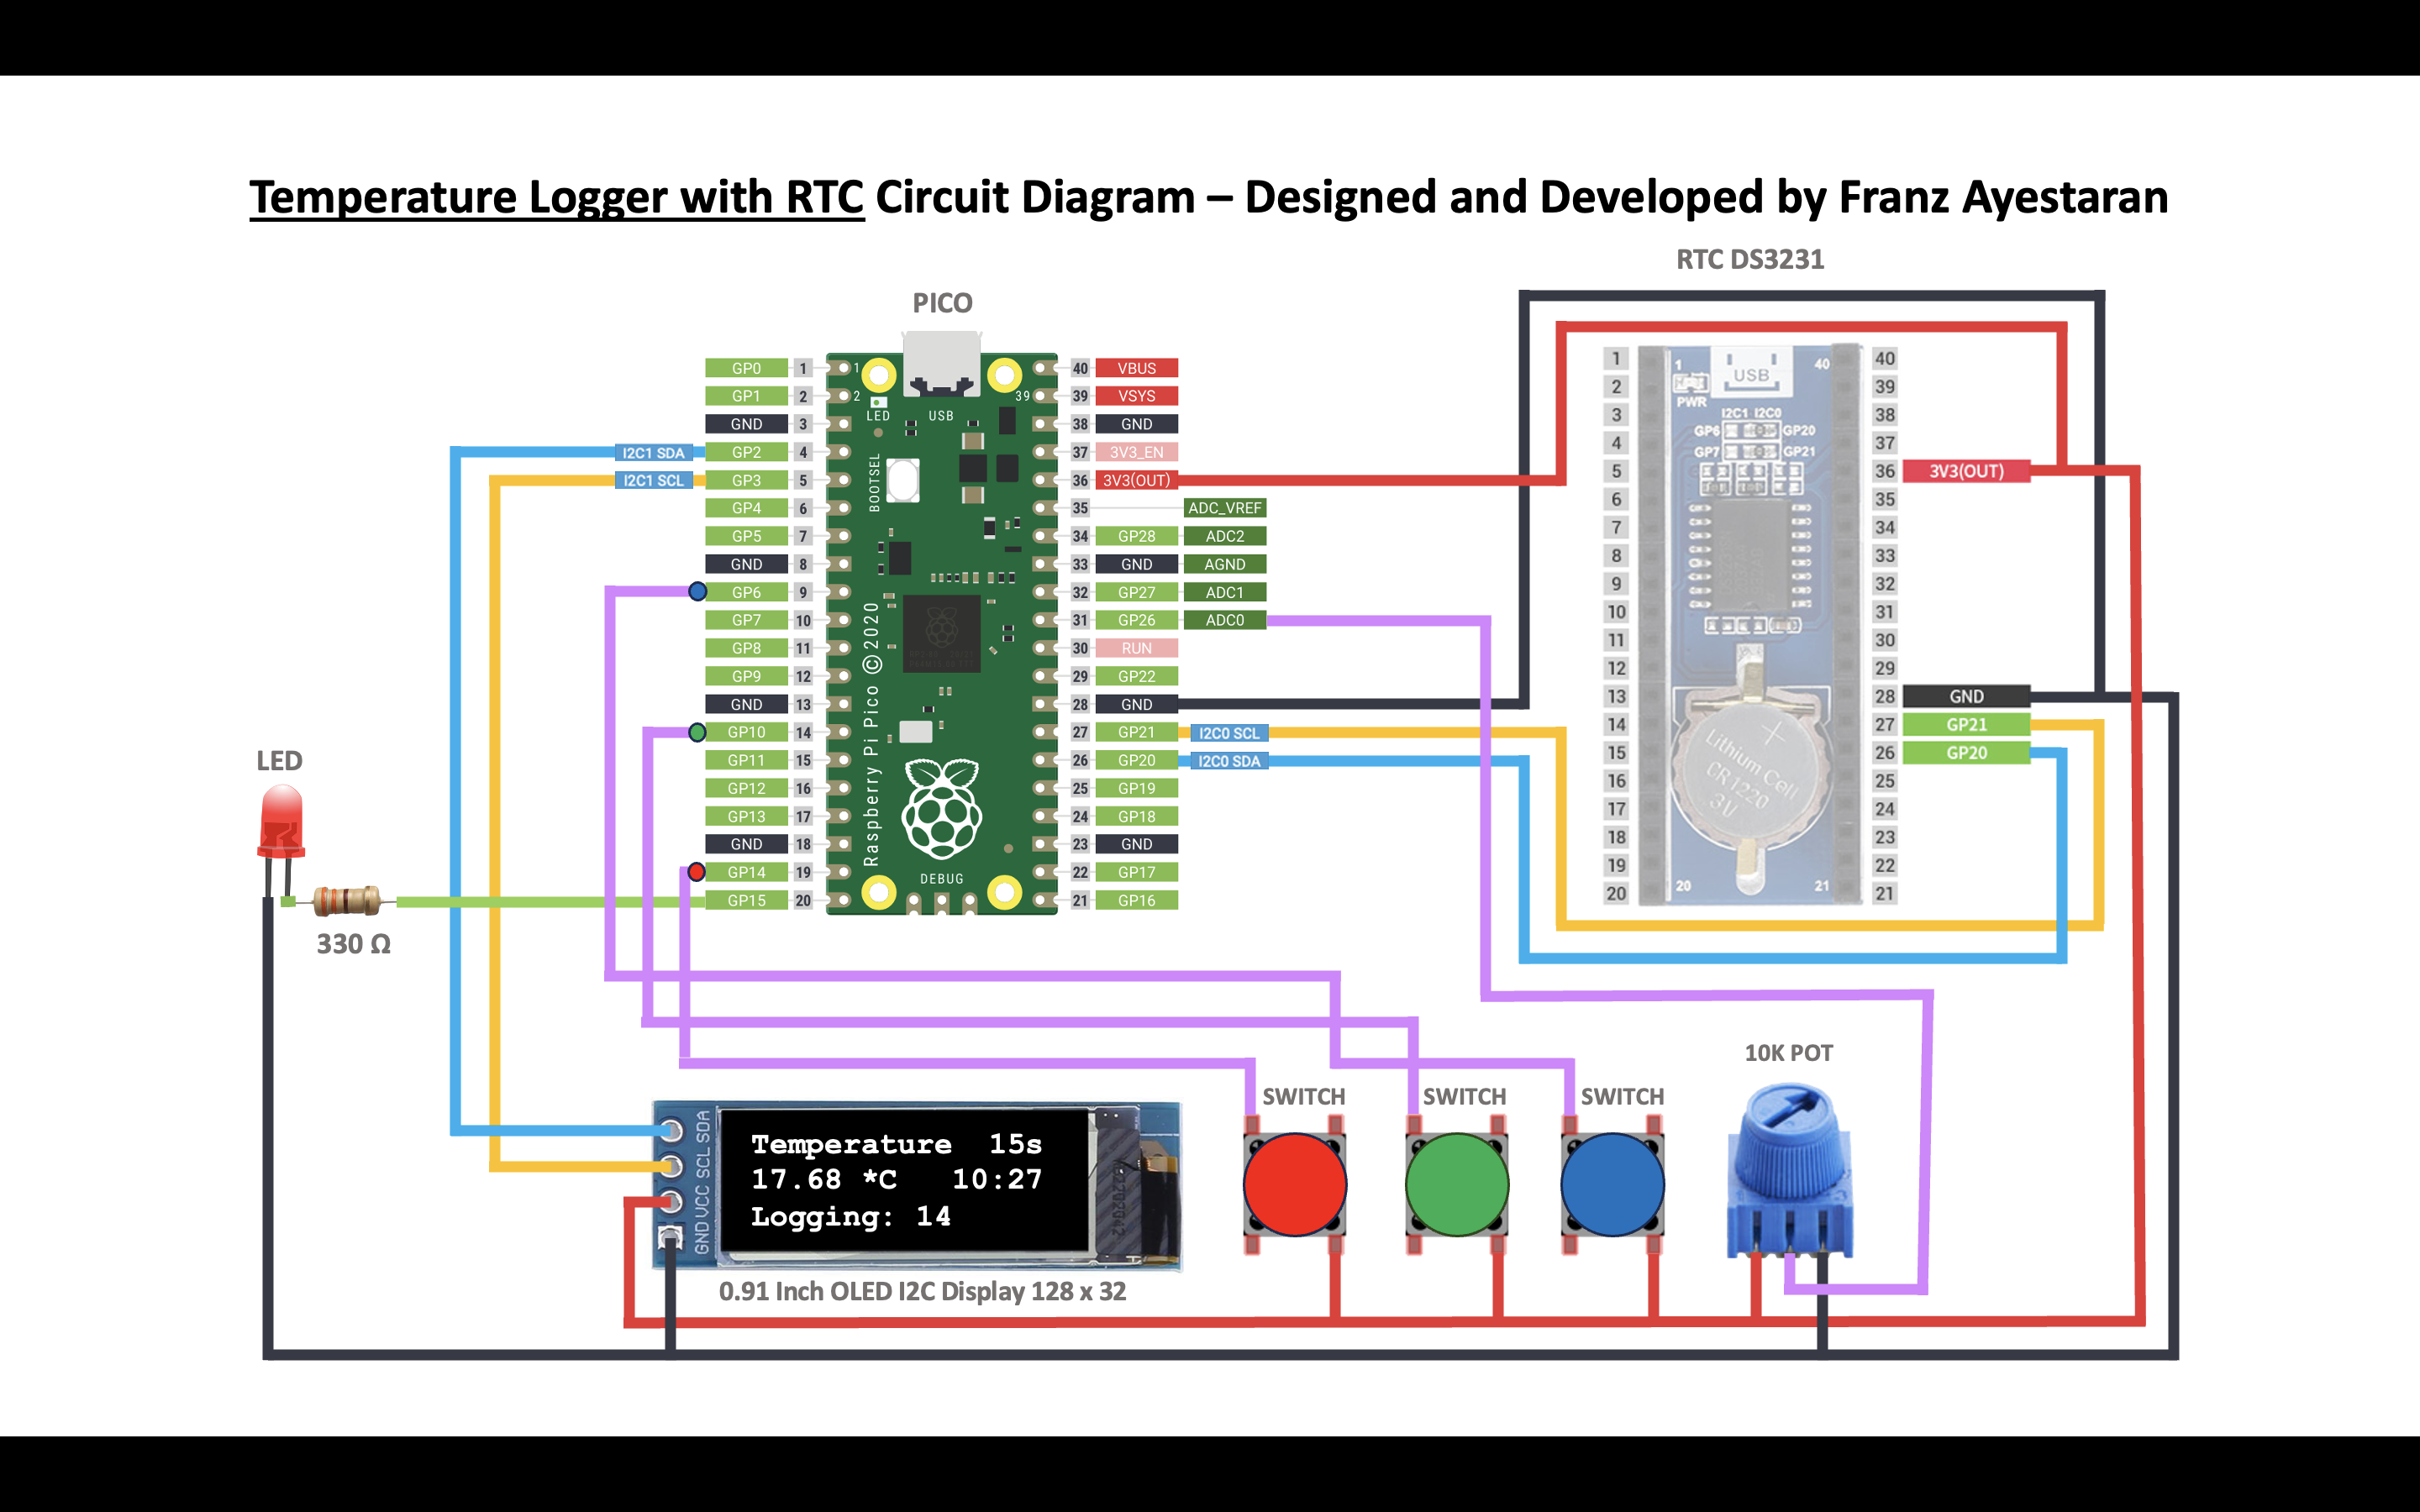 Temperature Logger with RTC Circuit Diagram – Designed and Developed by Franz Ayestaran
RTC DS3231
PICO
GP0 1
GP1 2
GND 3
I2C1 SDA GP2 4
I2C1 SCL GP3 5
GP4 6
GP5 7
GND 8
GP6 9
GP7 10
GP8 11
GP9 12
GND 13
GP10 14
GP11 15
GP12 16
GP13 17
GND 18
GP14 19
GP15 20
1
2
39
LED USB
BOOTSEL
Raspberry Pi Pico ©2020
DEBUG
40 VBUS
39 VSYS
38 GND
37 3V3_EN
36 3V3(OUT)
35 ADC_VREF
34 GP28 ADC2
33 GND AGND
32 GP27 ADC1
31 GP26 ADC0
30 RUN
29 GP22
28 GND
27 GP21 I2C0 SCL
26 GP20 I2C0 SDA
25 GP19
24 GP18
23 GND
22 GP17
21 GP16
1
2
3
4
5
6
7
8
9
10
11
12
13
14
15
16
17
18
19
20
1 USB 40
PWR
I2C1 I2C0
GP6 GP20
GP7 GP21
Lithium Cell
CR1220
3V
20 21
40
39
38
37
36 3V3(OUT)
35
34
33
32
31
30
29
28 GND
27 GP21
26 GP20
25
24
23
22
21
LED
330 Ω
GND VCC SCL SDA
Temperature 15s
17.68 *C 10:27
Logging: 14
0.91 Inch OLED I2C Display 128 x 32
SWITCH
SWITCH
SWITCH
10K POT